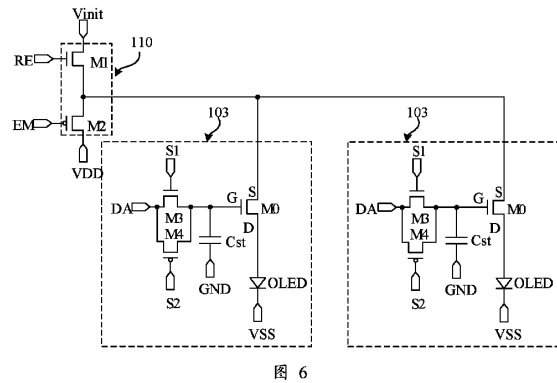 Vinit
110
RE
M1
EM
M2
VDD
103
S1
DA
M3
M4
G
S
M0
D
Cst
GND
S2
OLED
VSS
103
S1
DA
M3
M4
G
S
M0
D
Cst
GND
S2
OLED
VSS
图 6